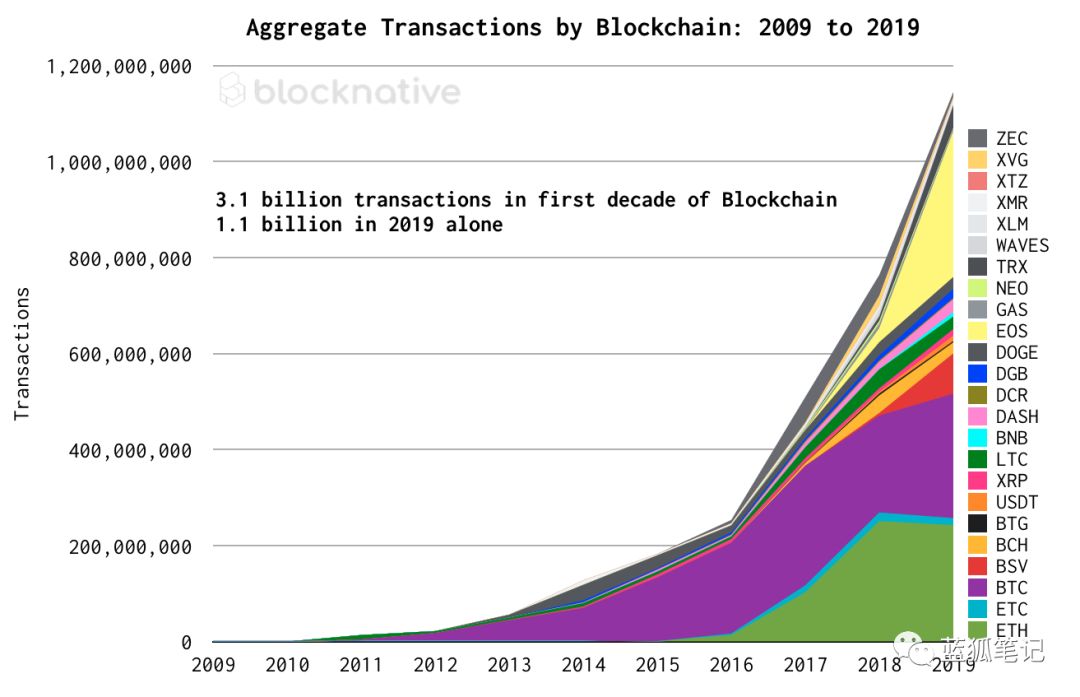 Aggregate Transactions by Blockchain: 2009 to 2019
1,200,000,000
blocknative
1,000,000,000
3.1 billion transactions in first decade of Blockchain
1.1 billion in 2019 alone
800,000,000
600,000,000
400,000,000
200,000,000
0
Transactions
2009 2010 2011 2012 2013 2014 2015 2016 2017 2018 2019
ZEC
XVG
XTZ
XMR
XLM
WAVES
TRX
NEO
GAS
EOS
DOGE
DGB
DCR
DASH
BNB
LTC
XRP
USDT
BTG
BCH
BSV
BTC
ETC
ETH
蓝狐笔记